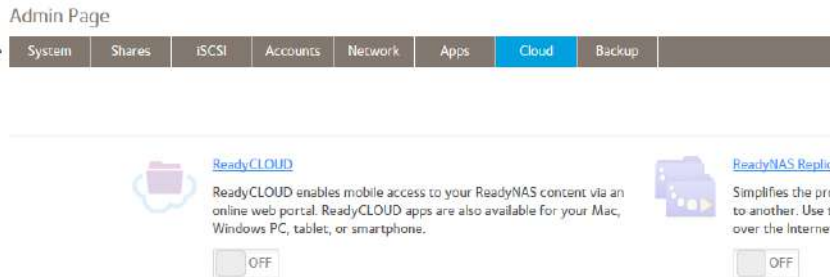 Admin Page
System Shares iSCSI Accounts Network Apps Cloud Backup
ReadyCLOUD
ReadyCLOUD enables mobile access to your ReadyNAS content via an
online web portal. ReadyCLOUD apps are also available for your Mac,
Windows PC, tablet, or smartphone.
OFF
ReadyNAS
Simplifies the
to another. Use
over the
OFF